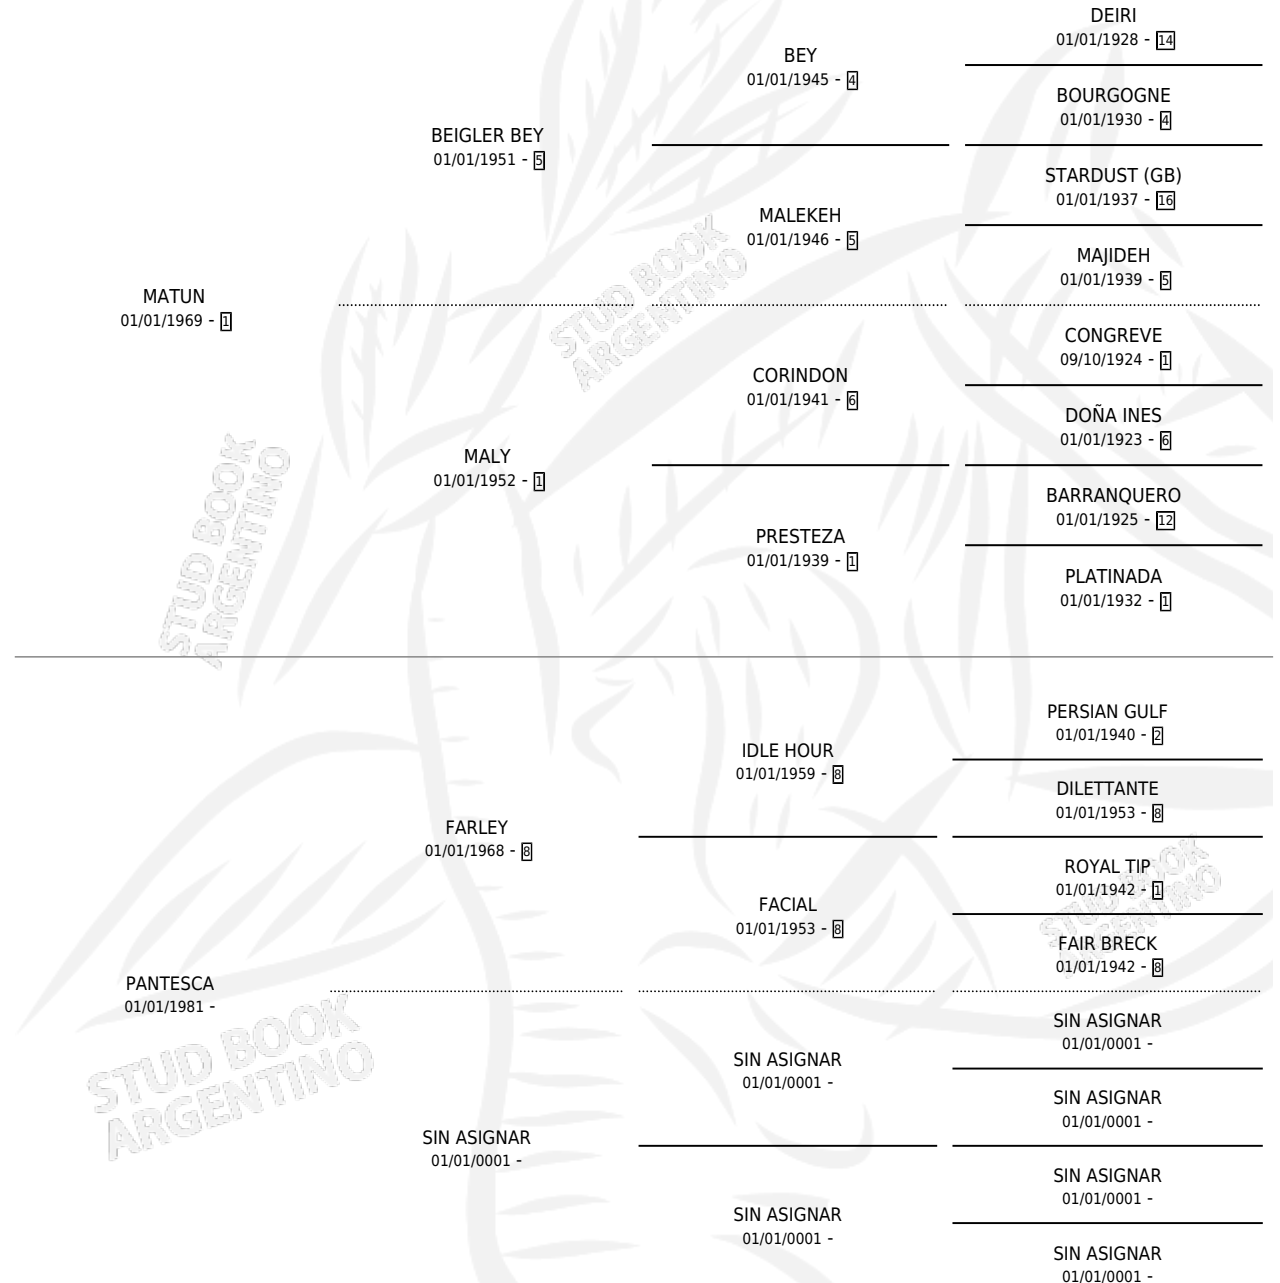 DEIRI
01/01/1928 - 14
BEY
01/01/1945 - 4
BOURGOGNE
01/01/1930 - 4
BEIGLER BEY
01/01/1951 - 5
STARDUST (GB)
01/01/1937 - 16
MALEKEH
01/01/1946 - 5
MAJIDEH
01/01/1939 - 5
MATUN
01/01/1969 - 1
CONGREVE
09/10/1924 - 1
CORINDON
01/01/1941 - 6
DOÑA INES
01/01/1923 - 6
MALY
01/01/1952 - 1
BARRANQUERO
01/01/1925 - 12
PRESTEZA
01/01/1939 - 1
PLATINADA
01/01/1932 - 1
PERSIAN GULF
01/01/1940 - 2
IDLE HOUR
01/01/1959 - 8
DILETTANTE
01/01/1953 - 8
FARLEY
01/01/1968 - 8
ROYAL TIP
01/01/1942 - 1
FACIAL
01/01/1953 - 8
FAIR BRECK
01/01/1942 - 8
PANTESCA
01/01/1981 -
SIN ASIGNAR
01/01/0001 -
SIN ASIGNAR
01/01/0001 -
SIN ASIGNAR
01/01/0001 -
SIN ASIGNAR
01/01/0001 -
SIN ASIGNAR
01/01/0001 -
SIN ASIGNAR
01/01/0001 -
SIN ASIGNAR
01/01/0001 -
STUD BOOK
ARGENTINO
STUD BOOK
ARGENTINO
STUD BOOK
ARGENTINO
STUD BOOK
ARGENTINO